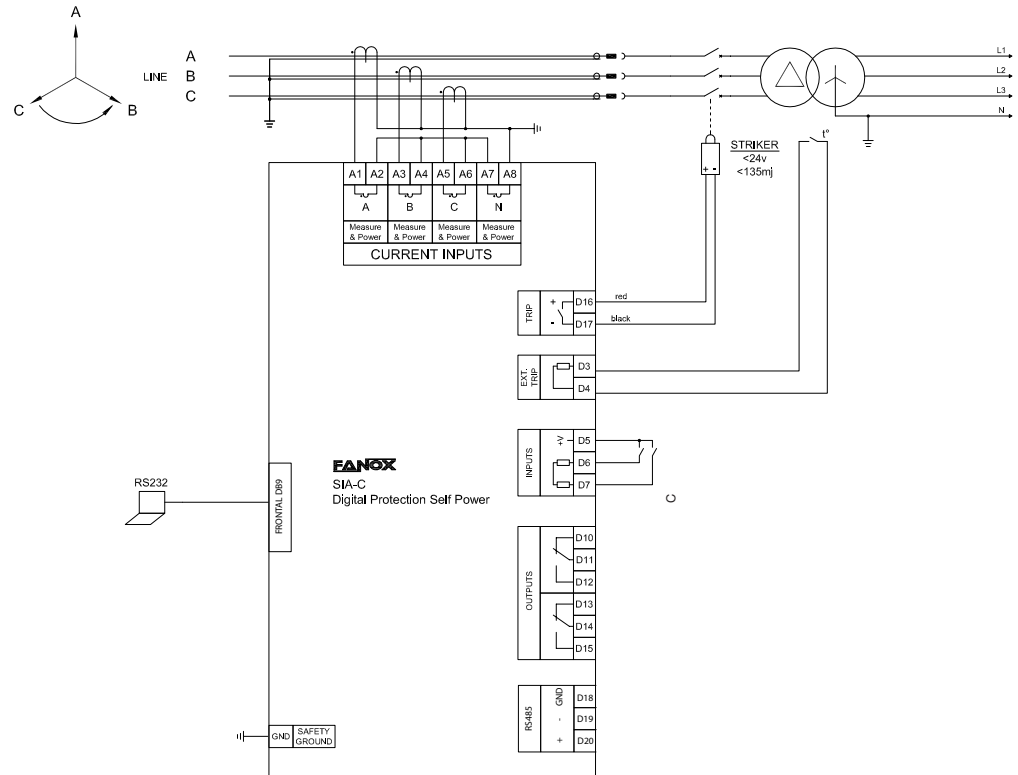 A
C
B
LINE
A
B
C
L1
L2
L3
N
STRIKER
<24v
<135mj
+ -
t°
A1 A2 A3 A4 A5 A6 A7 A8
A B C N
Measure & Power
Measure & Power
Measure & Power
Measure & Power
CURRENT INPUTS
TRIP
+
-
D16
D17
red
black
EXT. TRIP
D3
D4
INPUTS
+V
D5
D6
D7
C
FANOX
SIA-C
Digital Protection Self Power
RS232
FRONTAL DB9
OUTPUTS
D10
D11
D12
D13
D14
D15
RS485
GND
-
+
D18
D19
D20
GND
SAFETY
GROUND